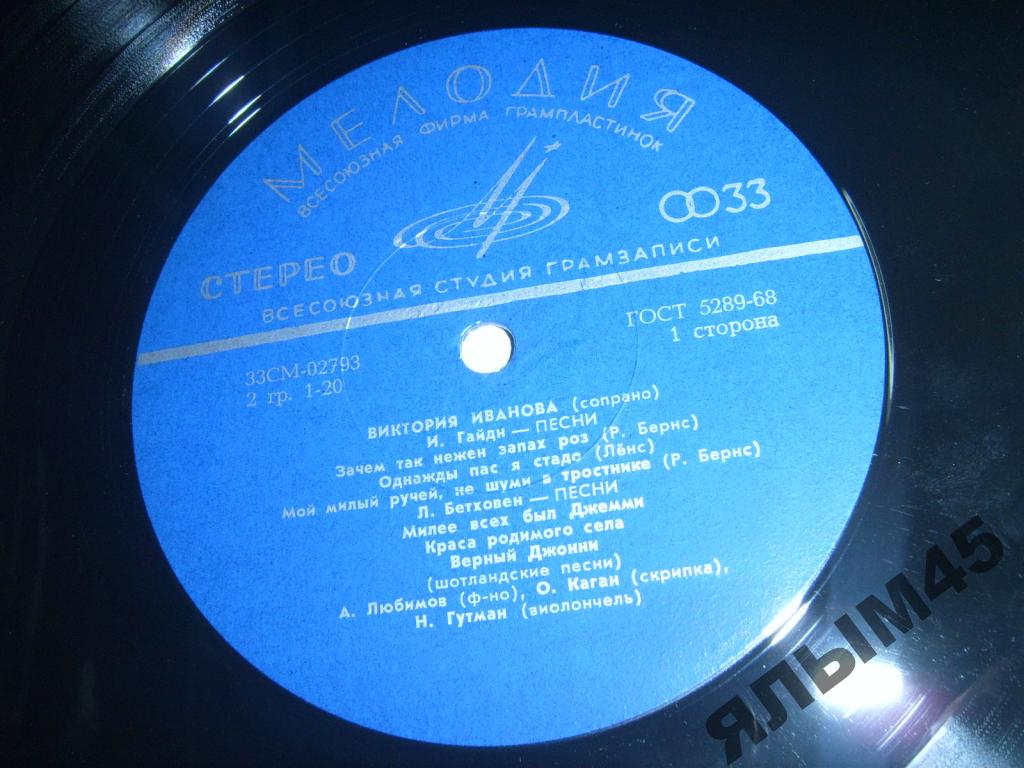 МЕЛОДИЯ
ВСЕСОЮЗНАЯ ФИРМА ГРАМПЛАСТИНОК
СТЕРЕО
33
ВСЕСОЮЗНАЯ СТУДИЯ ГРАМЗАПИСИ
ГОСТ 5289-68
1 сторона
33СМ-02793
2 гр. 1-20
ВИКТОРИЯ ИВАНОВА (сопрано)
И. Гайдн — ПЕСНИ
Зачем так нежен запах роз (Р. Бернс)
Однажды пас я стадо (Лёнс)
Мой милый ручей, не шуми в тростнике (Р. Бернс)
Л. Бетховен — ПЕСНИ
Милее всех был Джемми
Краса родимого села
Верный Джонни
(шотландские песни)
А. Любимов (ф-но), О. Каган (скрипка),
Н. Гутман (виолончель)
ЯЛЫМ45